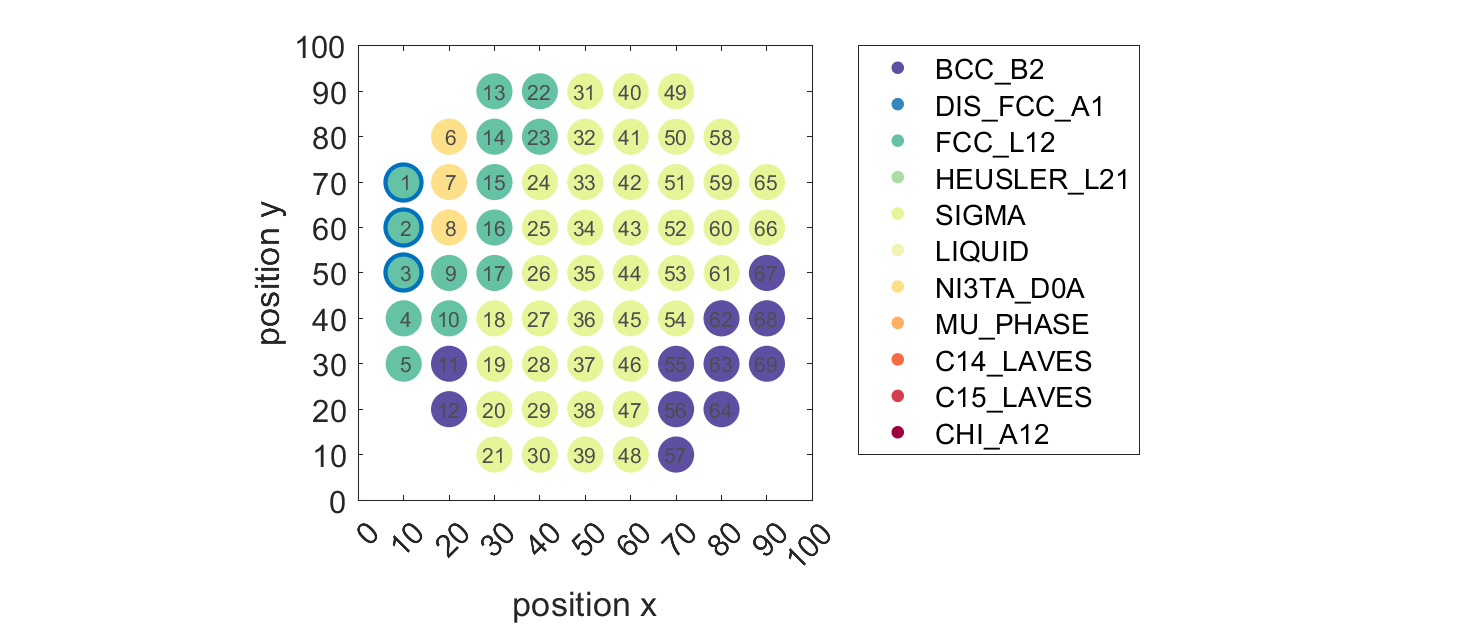 100
90 13 22 31 40 49
80 6 14 23 32 41 50 58
70 1 7 15 24 33 42 51 59 65
60 2 8 16 25 34 43 52 60 66
50 3 9 17 26 35 44 53 61 67
40 4 10 18 27 36 45 54 62 68
30 5 11 19 28 37 46 55 63 69
20 12 20 29 38 47 56 64
10 21 30 39 48 57
0
position y
0 10 20 30 40 50 60 70 80 90 100
position x
BCC_B2
DIS_FCC_A1
FCC_L12
HEUSLER_L21
SIGMA
LIQUID
NI3TA_D0A
MU_PHASE
C14_LAVES
C15_LAVES
CHI_A12